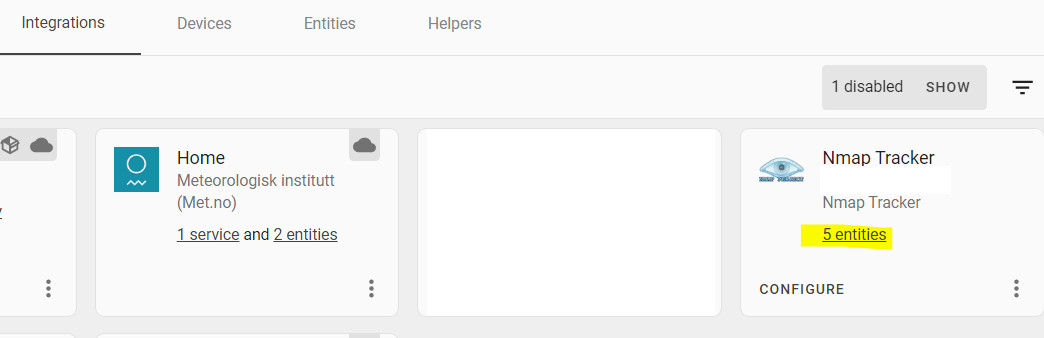 Integrations
Devices
Entities
Helpers
1 disabled
SHOW
Home
Meteorologisk institutt
(Met.no)
1 service and 2 entities
Nmap Tracker
Nmap Tracker
5 entities
CONFIGURE